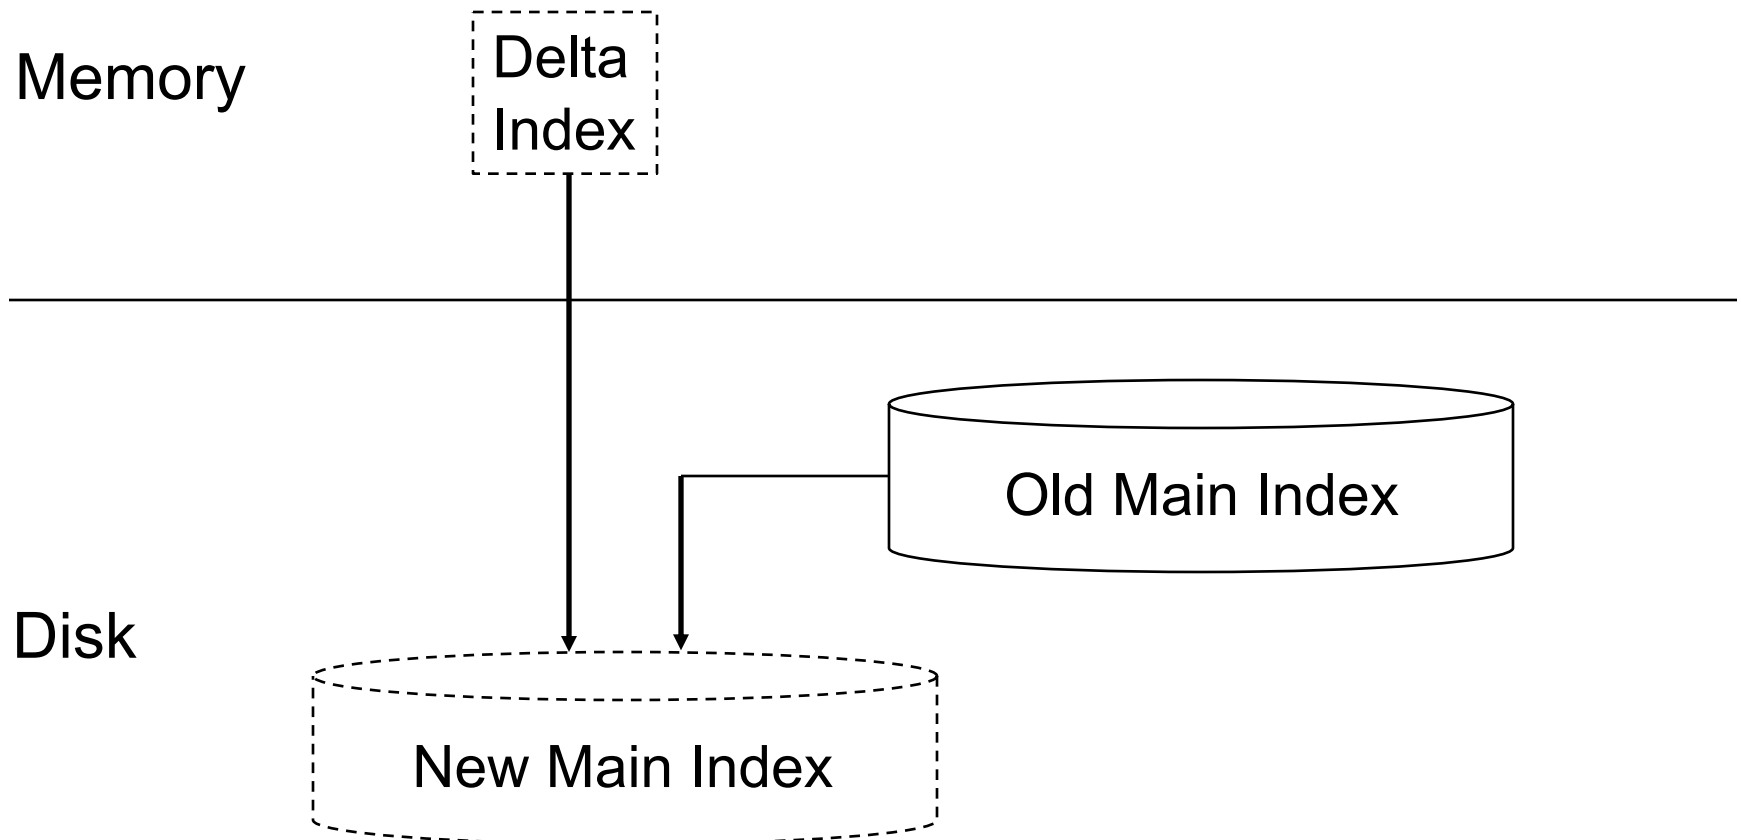 Memory
Delta
Index
Old Main Index
Disk
New Main Index